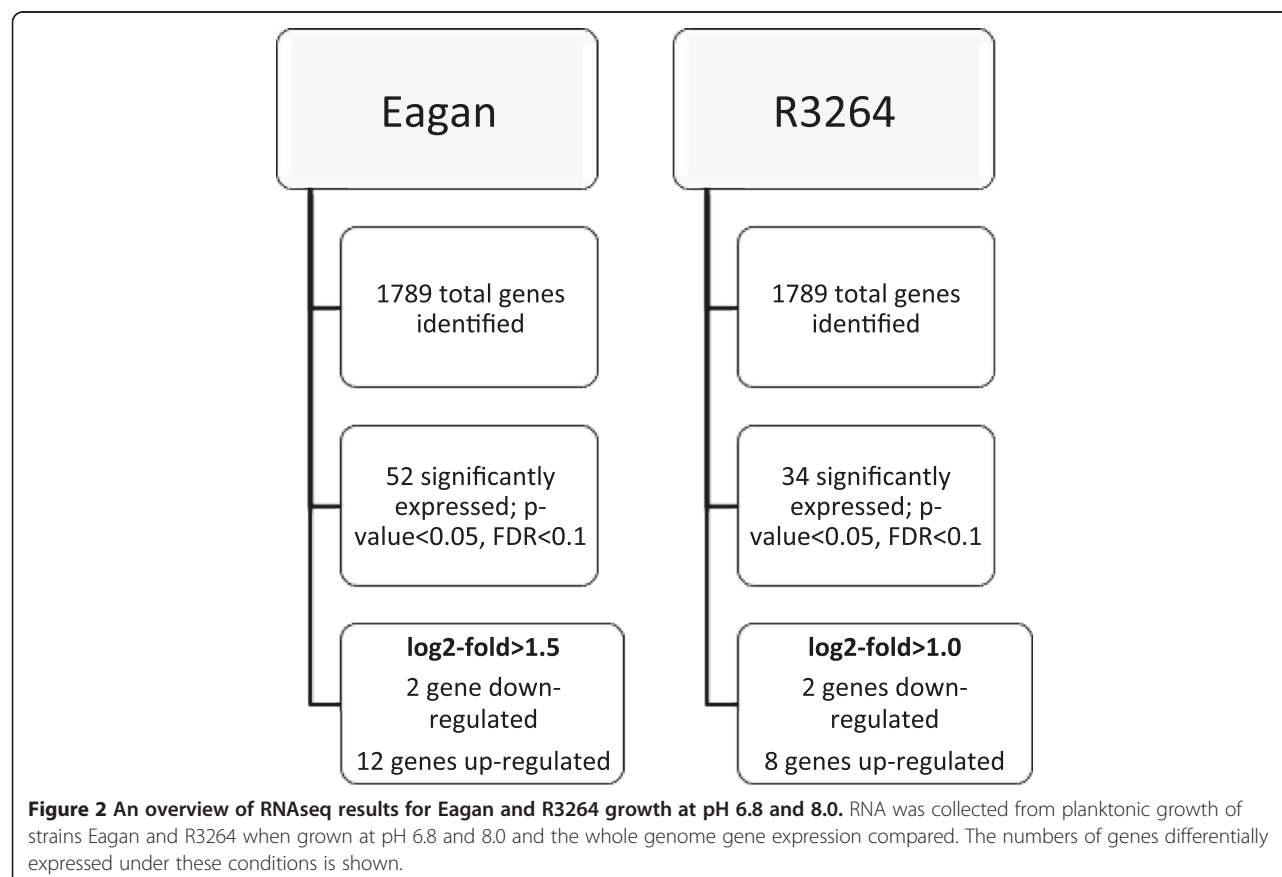 Eagan
1789 total genes
identified
52 significantly
expressed; p-
value<0.05, FDR<0.1
log2-fold>1.5
2 gene down-
regulated
12 genes up-regulated
R3264
1789 total genes
identified
34 significantly
expressed; p-
value<0.05, FDR<0.1
log2-fold>1.0
2 genes down-
regulated
8 genes up-regulated
Figure 2 An overview of RNAseq results for Eagan and R3264 growth at pH 6.8 and 8.0. RNA was collected from planktonic growth of
strains Eagan and R3264 when grown at pH 6.8 and 8.0 and the whole genome gene expression compared. The numbers of genes differentially
expressed under these conditions is shown.